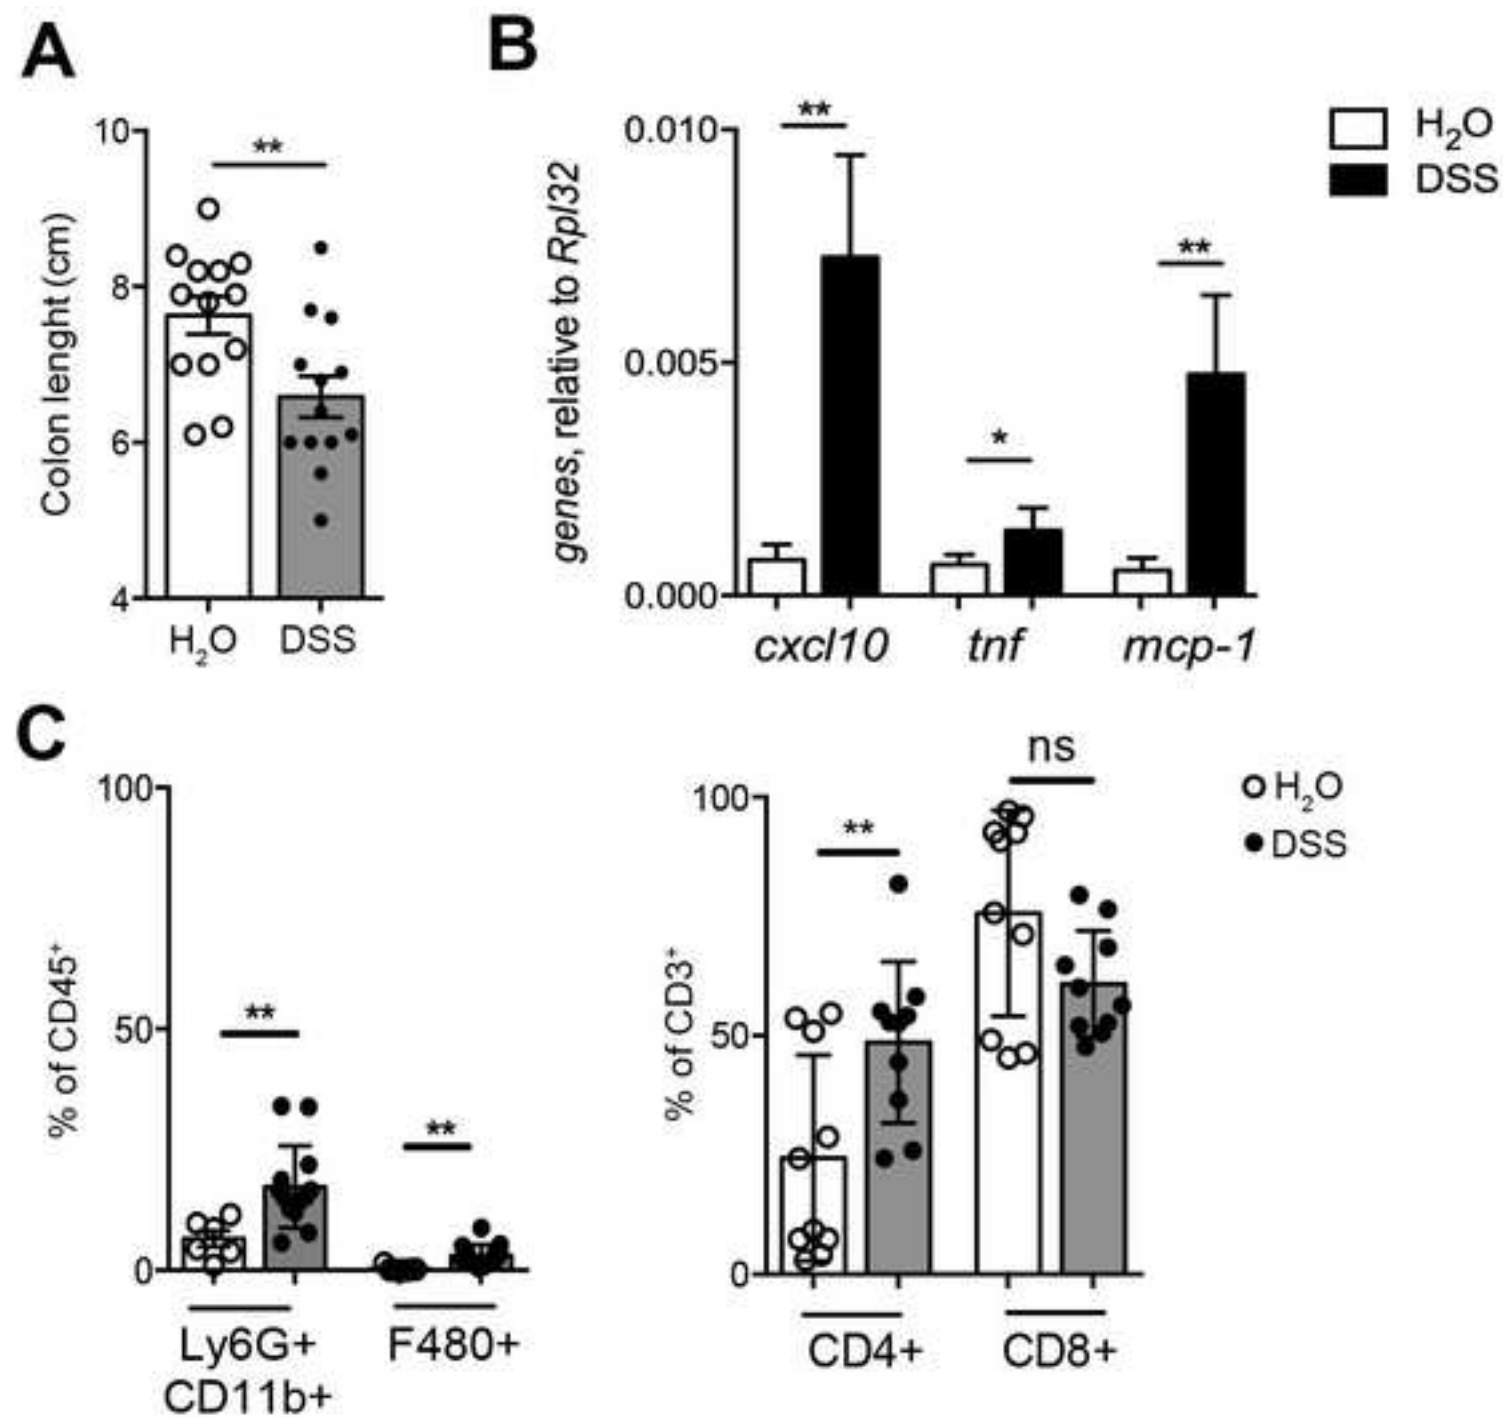 A
B
10
8
6
4
Colon lenght (cm)
**
H₂O
DSS
0.010
0.005
0.000
genes, relative to Rpl32
**
*
**
cxcl10
tnf
mcp-1
H₂O
DSS
C
100
50
0
% of CD45⁺
**
**
Ly6G+
CD11b+
F480+
100
50
0
% of CD3⁺
**
ns
CD4+
CD8+
H₂O
DSS